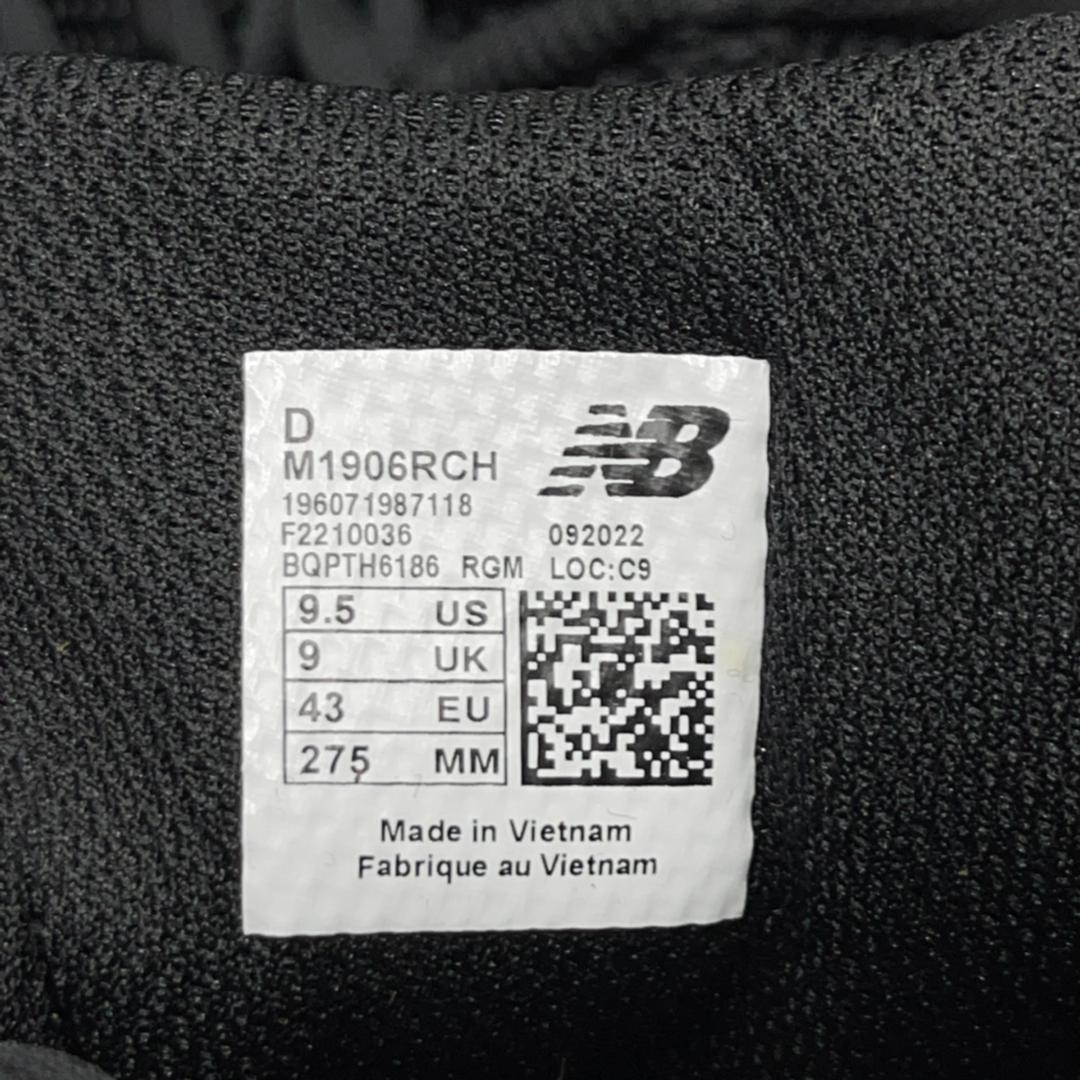 D
M1906RCH
NB
196071987118
F2210036 092022
BQPTH6186 RGM LOC:C9
9.5 US
9 UK
43 EU
275 MM
Made in Vietnam
Fabrique au Vietnam